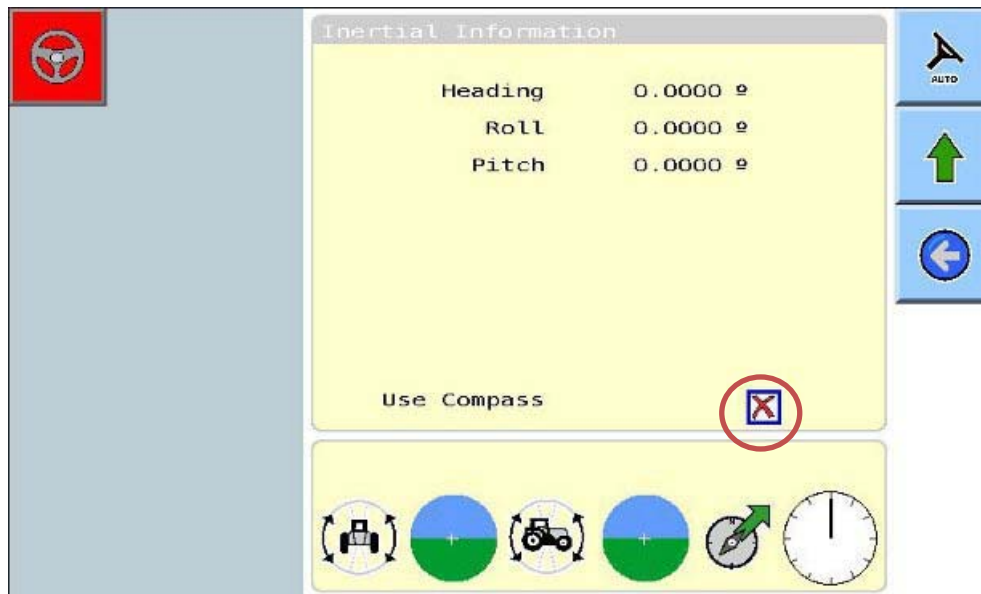 Inertial Information
Heading 0.0000 º
Roll 0.0000 º
Pitch 0.0000 º
Use Compass
AUTO